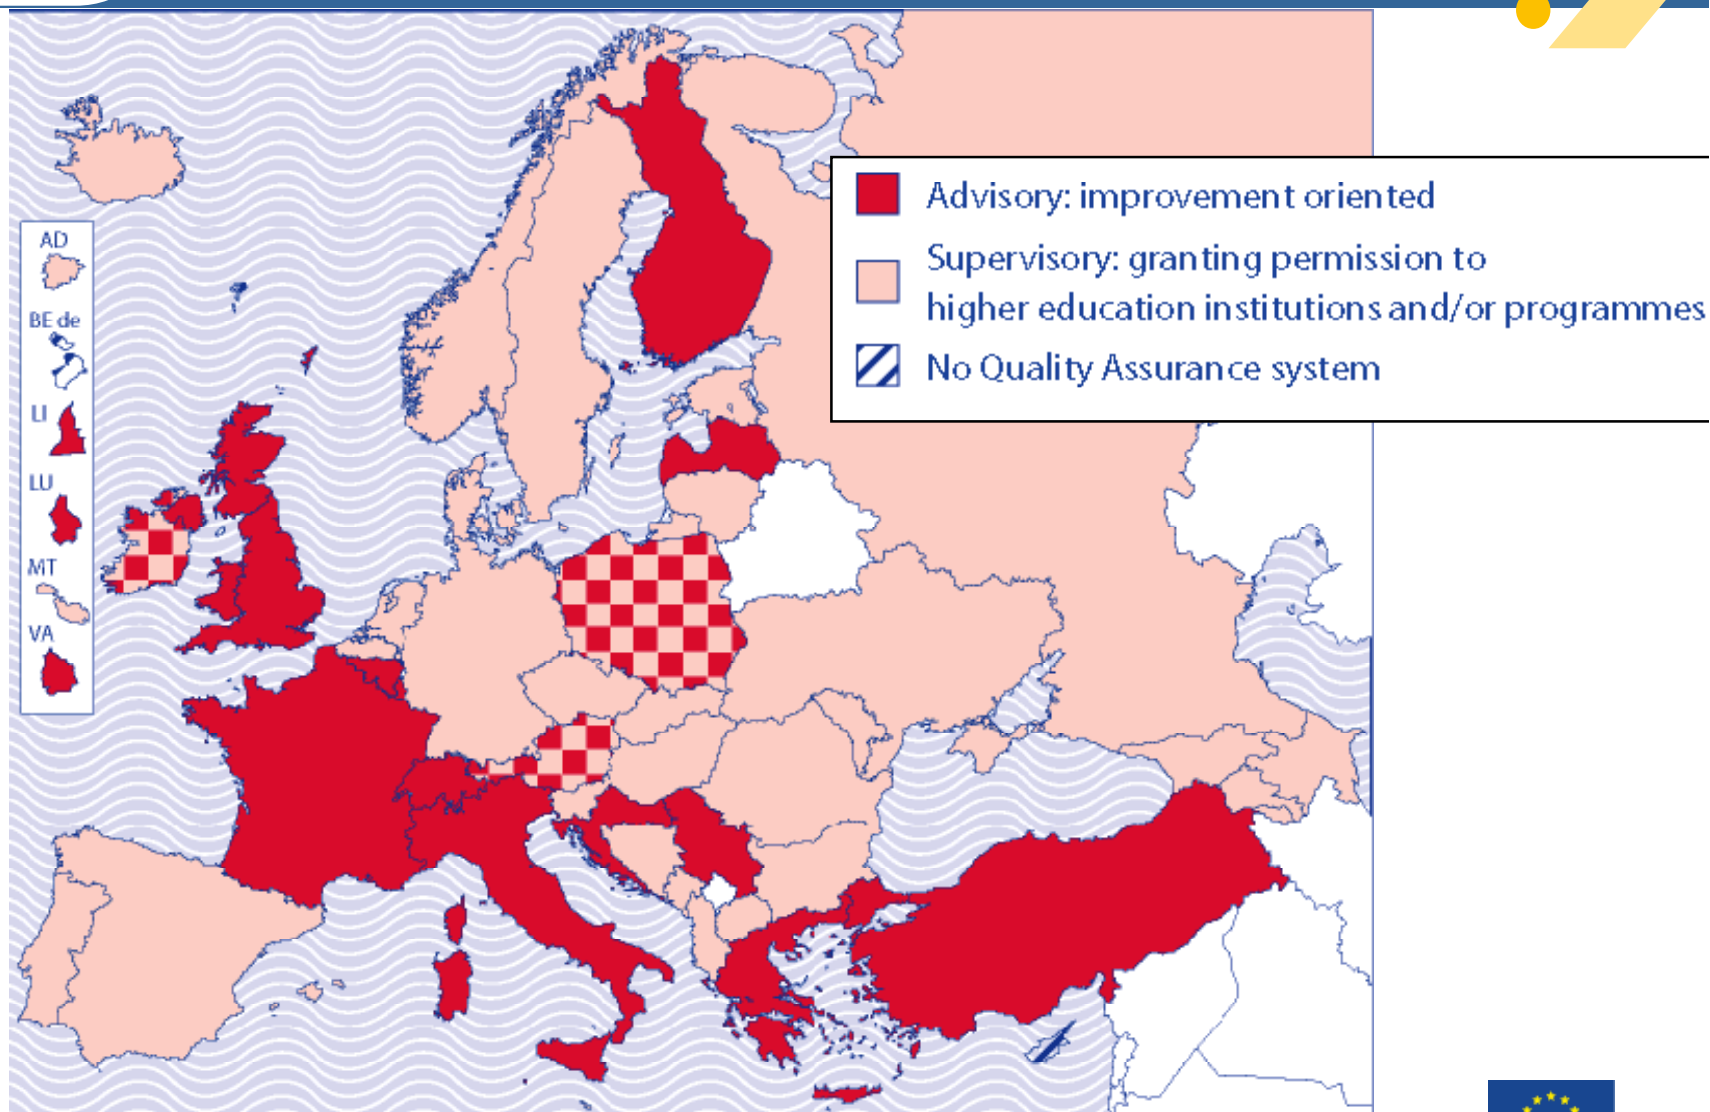 AD
BE de
LI
LU
MT
VA
Advisory: improvement oriented
Supervisory: granting permission to
higher education institutions and/or programmes
No Quality Assurance system